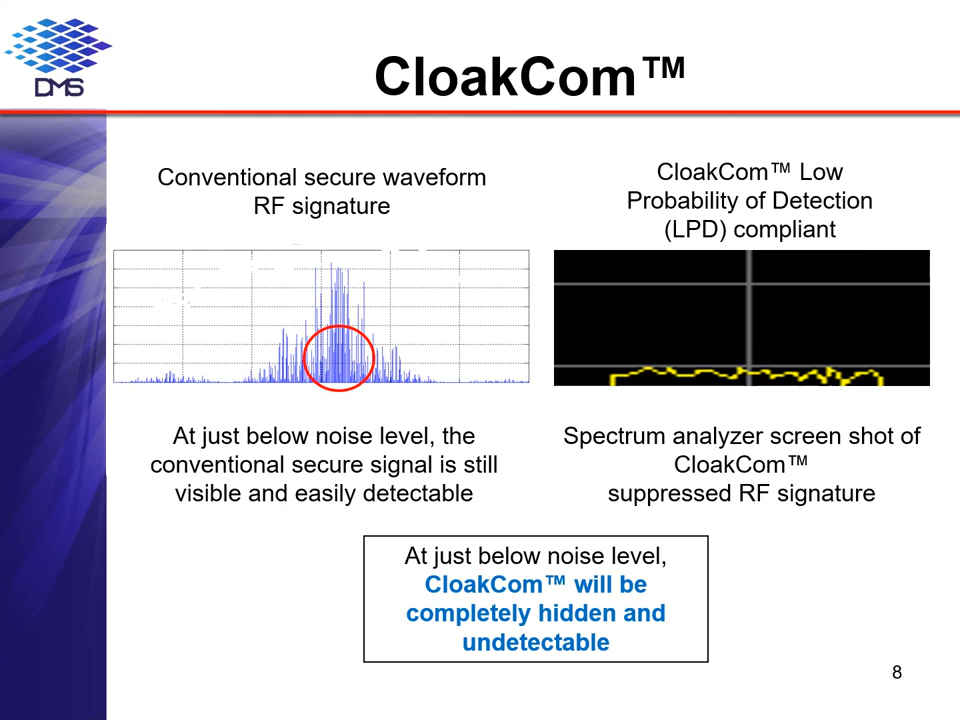 DMS
CloakCom™
Conventional secure waveform
RF signature
CloakCom™ Low
Probability of Detection
(LPD) compliant
At just below noise level, the
conventional secure signal is still
visible and easily detectable
Spectrum analyzer screen shot of
CloakCom™
suppressed RF signature
At just below noise level,
CloakCom™ will be
completely hidden and
undetectable
8